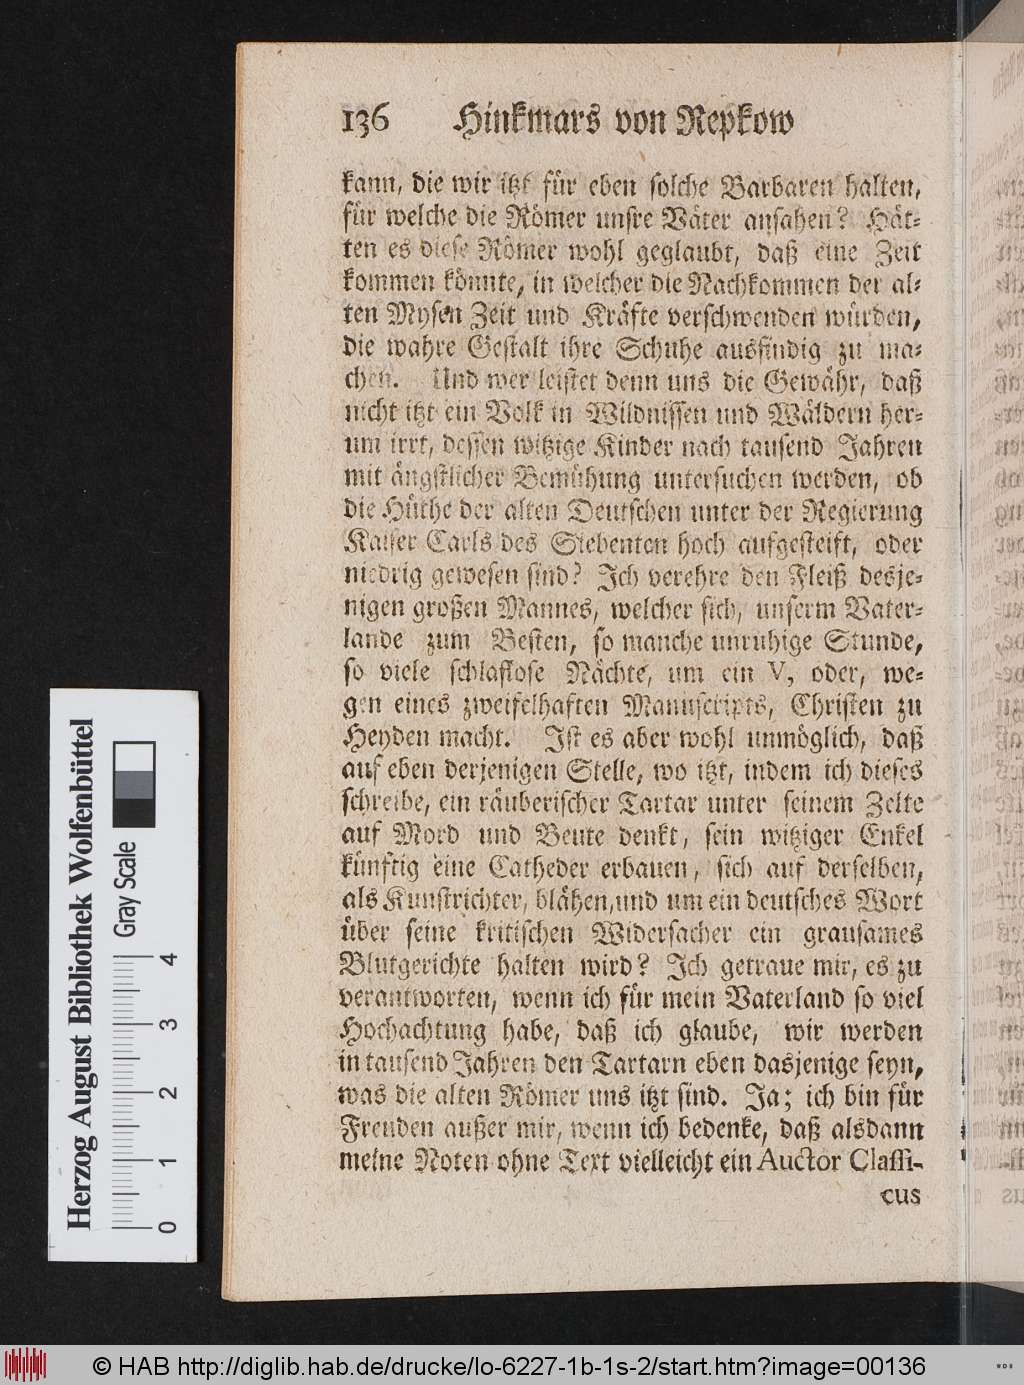 136 Hinkmars von Repkow
kann, die wir itzt für eben solche Barbaren halten,
für welche die Römer unsre Väter ansahen? Hät-
ten es diese Römer wohl geglaubt, daß eine Zeit
kommen könnte, in welcher die Nachkommen der al-
ten Mysen Zeit und Kräfte verschwenden würden,
die wahre Gestalt ihre Schuhe ausfindig zu ma-
chen. Und wer leistet denn uns die Gewähr, daß
nicht itzt ein Volk in Wildnissen und Wäldern her-
um irrt, dessen witzige Kinder nach tausend Jahren
mit ängstlicher Bemühung untersuchen werden, ob
die Hüthe der alten Deutschen unter der Regierung
Kaiser Carls des Siebenten hoch aufgesteift, oder
niedrig gewesen sind? Ich verehre den Fleiß desje-
nigen großen Mannes, welcher sich, unserm Vater-
lande zum Besten, so manche unruhige Stunde,
so viele schlaflose Nächte, um ein V, oder, we-
gen eines zweifelhaften Manuscripts, Christen zu
Heyden macht. Ist es aber wohl unmöglich, daß
auf eben derjenigen Stelle, wo itzt, indem ich dieses
schreibe, ein räuberischer Tartar unter seinem Zelte
auf Mord und Beute denkt, sein witziger Enkel
künftig eine Catheder erbauen, sich auf derselben,
als Kunstrichter, blähen, und um ein deutsches Wort
über seine kritischen Widersacher ein grausames
Blutgerichte halten wird? Ich getraue mir, es zu
verantworten, wenn ich für mein Vaterland so viel
Hochachtung habe, daß ich glaube, wir werden
in tausend Jahren den Tartarn eben dasjenige seyn,
was die alten Römer uns itzt sind. Ja; ich bin für
Freuden außer mir, wenn ich bedenke, daß alsdann
meine Noten ohne Text vielleicht ein Auctor Classi-
cus
Herzog August Bibliothek Wolfenbüttel
Gray Scale
0 1 2 3 4
© HAB http://diglib.hab.de/drucke/lo-6227-1b-1s-2/start.htm?image=00136